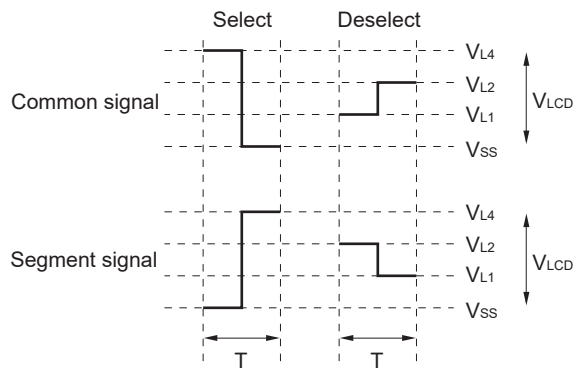 Select Deselect
VL4
VL2
Common signal
VLCD
VL1
VSS
VL4
VL2
Segment signal
VLCD
VL1
VSS
T T